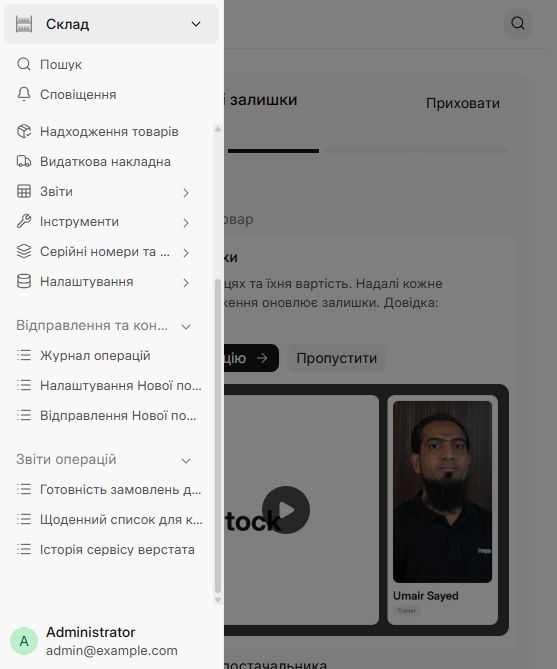 Склад
Пошук
Сповіщення
Надходження товарів
Видаткова накладна
Звіти
Інструменти
Серійні номери та ...
Налаштування
Відправлення та кон...
Журнал операцій
Налаштування Нової по...
Відправлення Нової по...
Звіти операцій
Готовність замовлень д...
Щоденний список для к...
Історія сервісу верстата
A
Administrator
admin@example.com
і залишки
Приховати
овар
ки
цях та їхня вартість. Надалі кожне
ження оновлює залишки. Довідка:
цію
Пропустити
tock
Umair Sayed
Trainer
постачальника